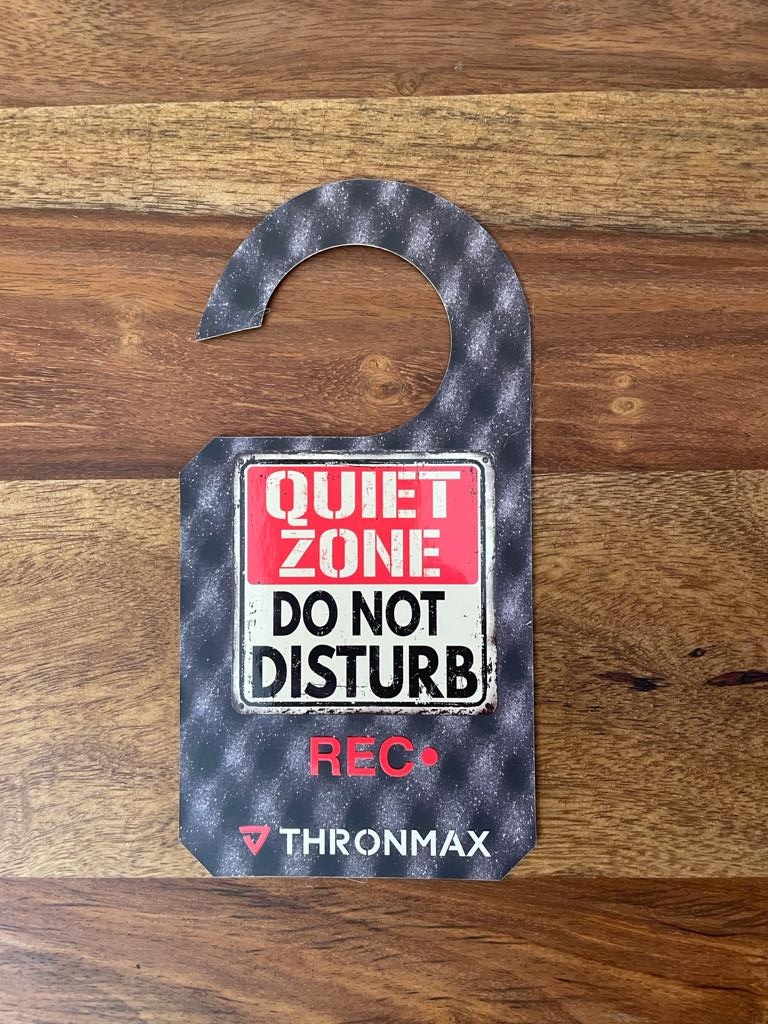 QUIET
ZONE
DO NOT
DISTURB
REC•
THRONMAX